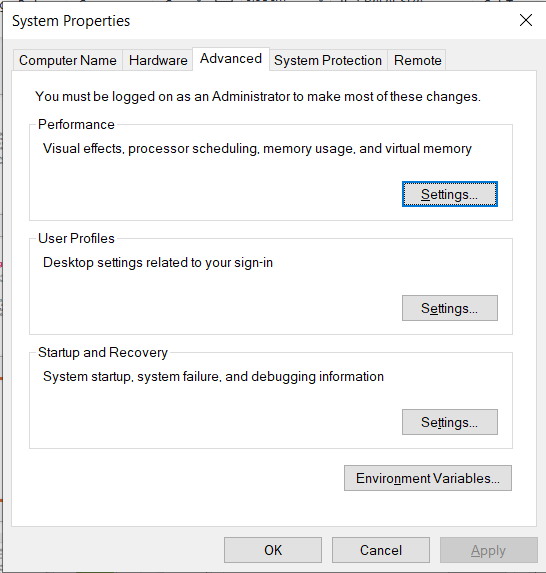 System Properties
Computer Name Hardware Advanced System Protection Remote
You must be logged on as an Administrator to make most of these changes.
Performance
Visual effects, processor scheduling, memory usage, and virtual memory
Settings...
User Profiles
Desktop settings related to your sign-in
Settings...
Startup and Recovery
System startup, system failure, and debugging information
Settings...
Environment Variables...
OK Cancel Apply